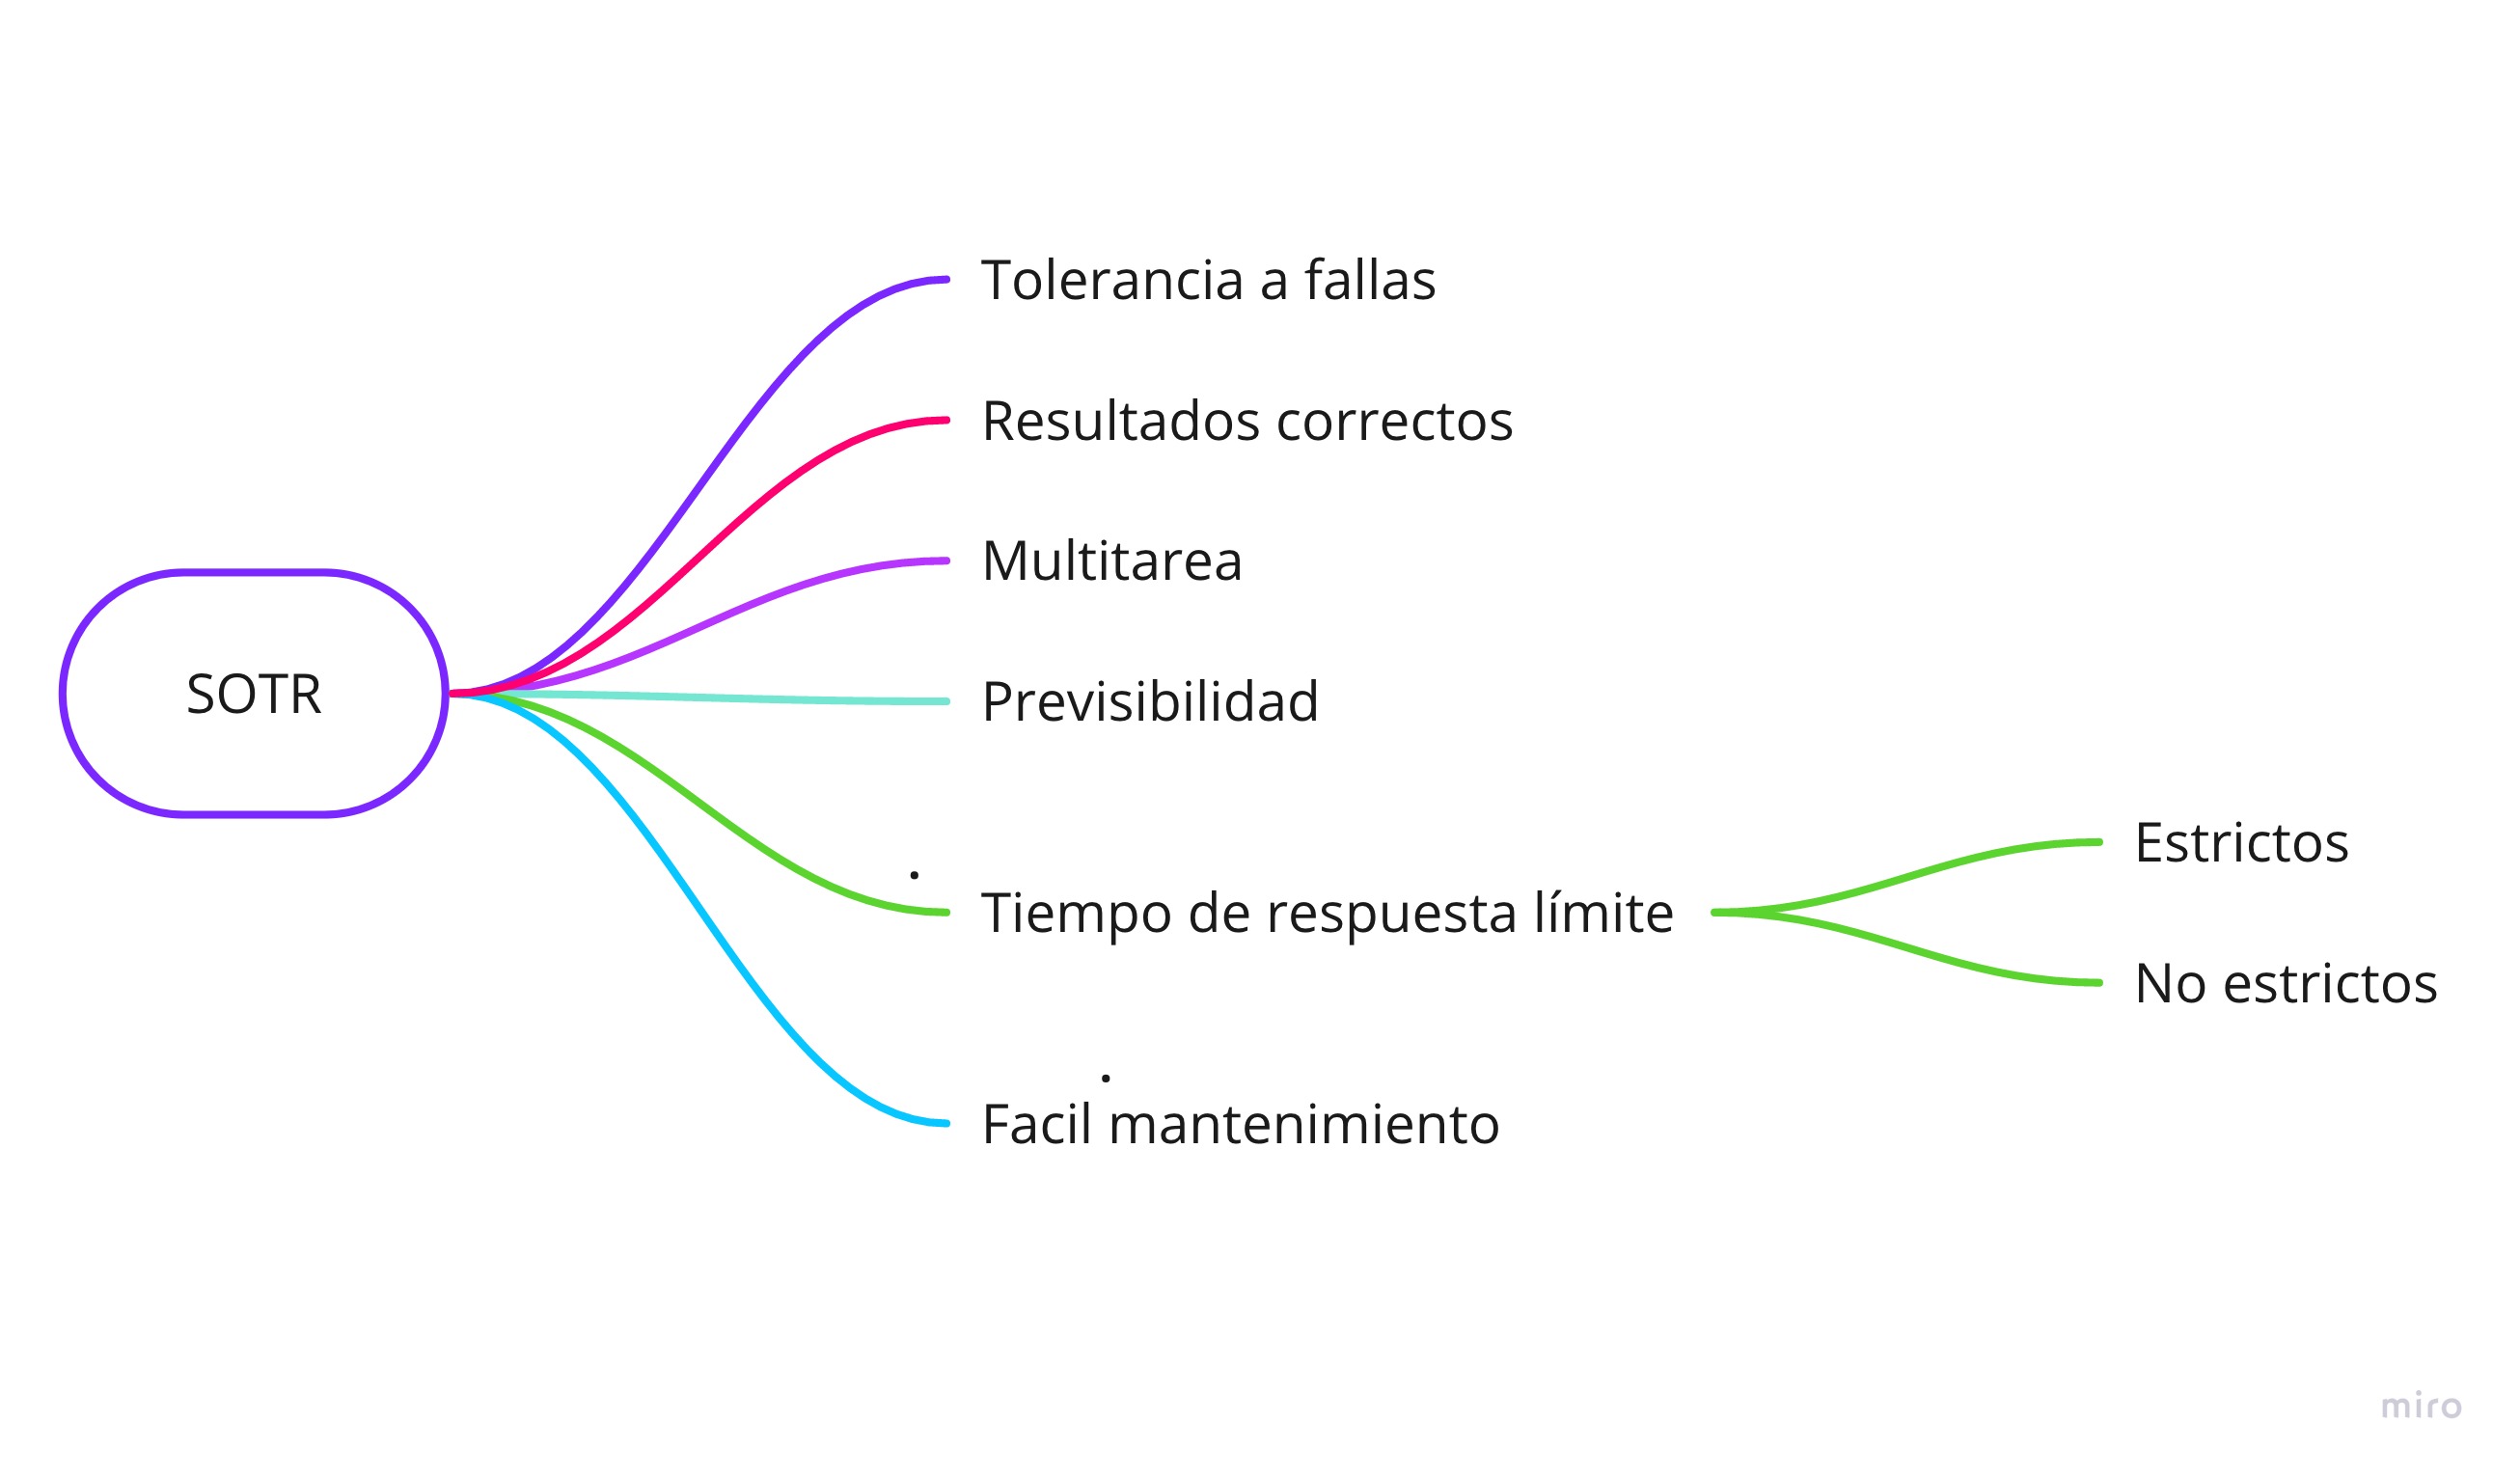 Tolerancia a fallas
Resultados correctos
Multitarea
SOTR
Previsibilidad
Estrictos
Tiempo de respuesta límite
No estrictos
Facil mantenimiento
miro